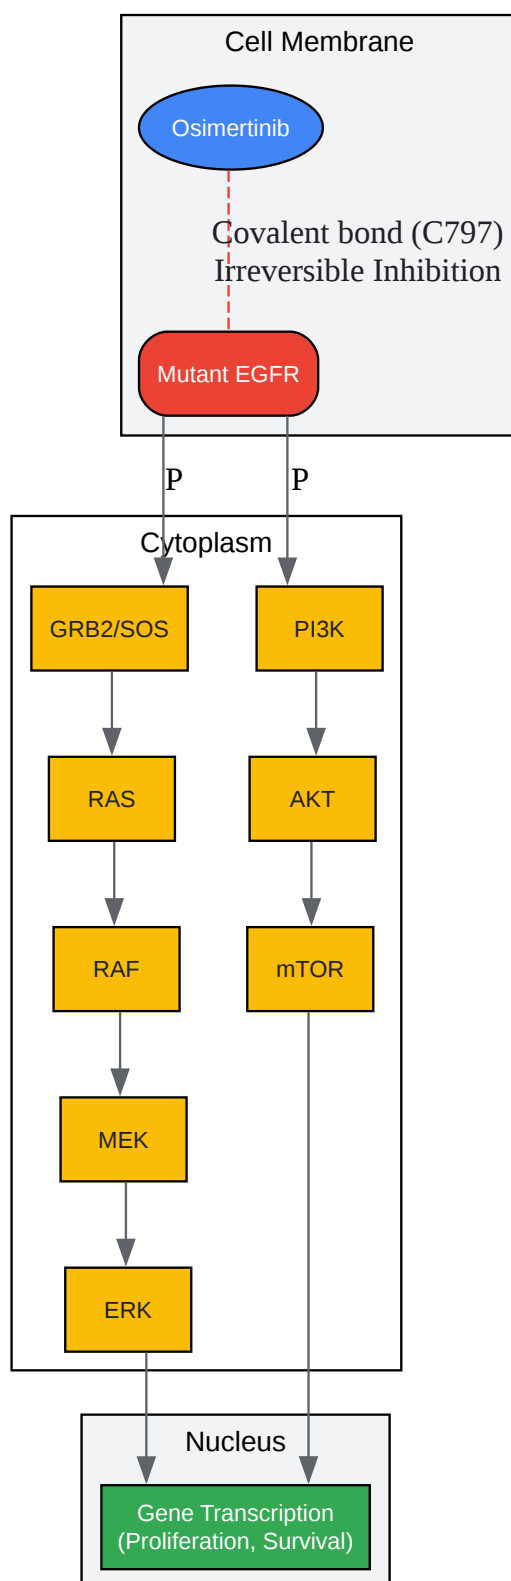 Cell Membrane
Osimertinib
Covalent bond (C797)
Irreversible Inhibition
Mutant EGFR
P
P
Cytoplasm
GRB2/SOS
PI3K
RAS
AKT
RAF
mTOR
MEK
ERK
Nucleus
Gene Transcription
(Proliferation, Survival)